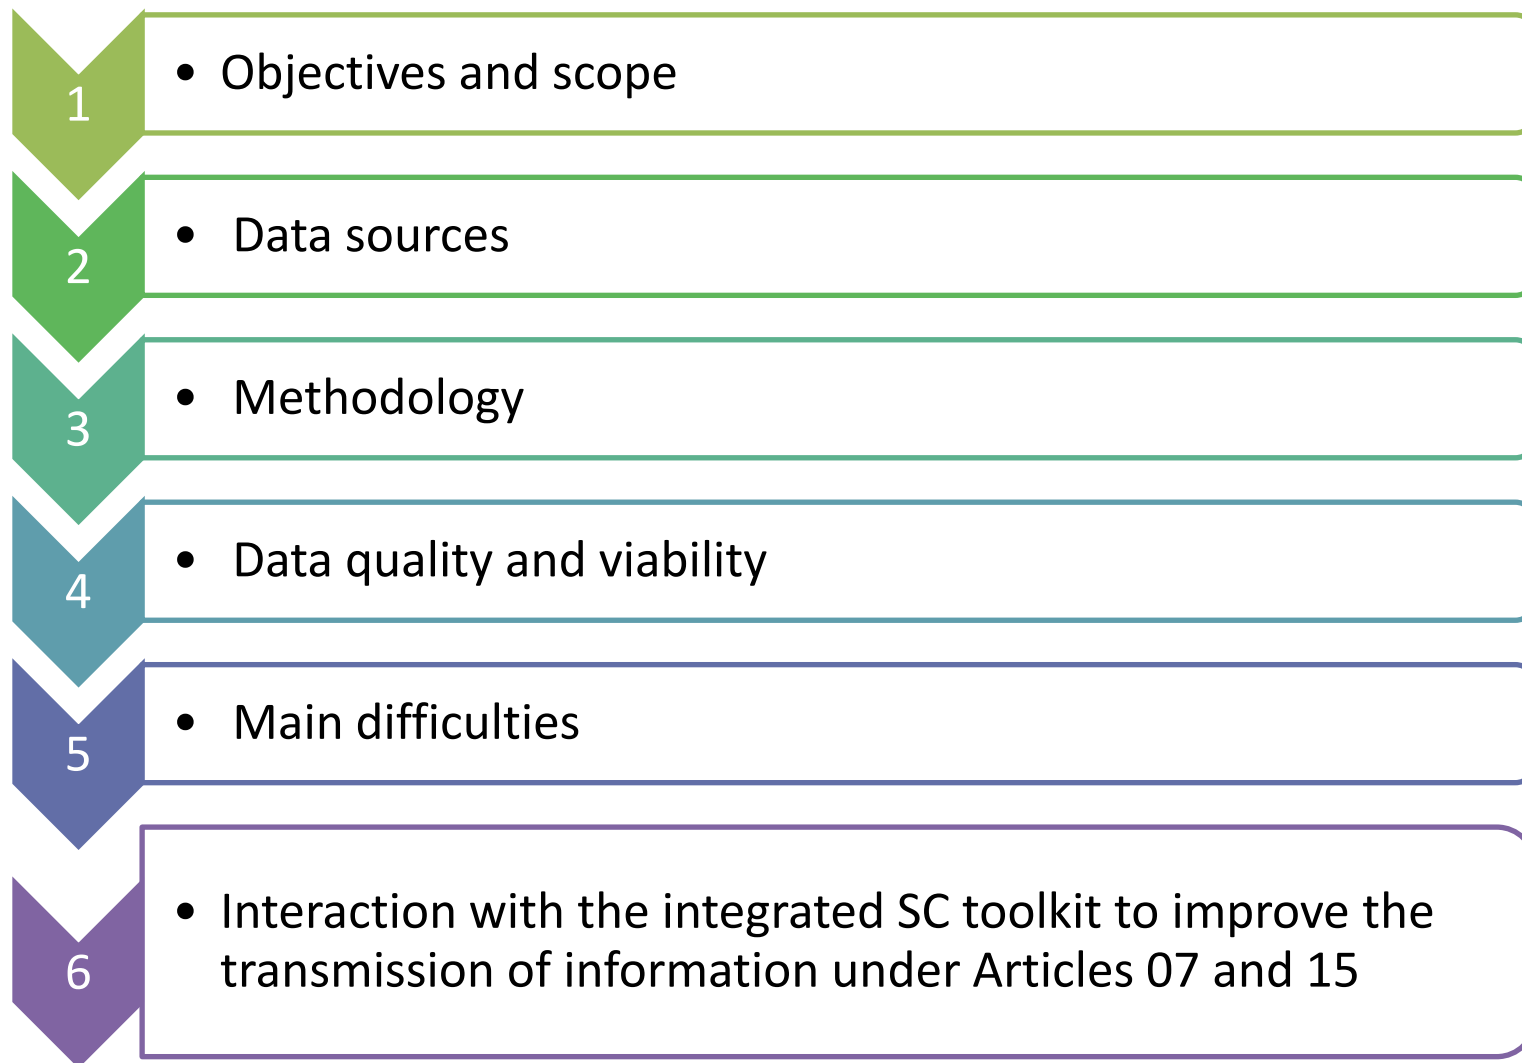 1
• Objectives and scope
2
• Data sources
3
• Methodology
4
• Data quality and viability
5
• Main difficulties
6
• Interaction with the integrated SC toolkit to improve the
transmission of information under Articles 07 and 15